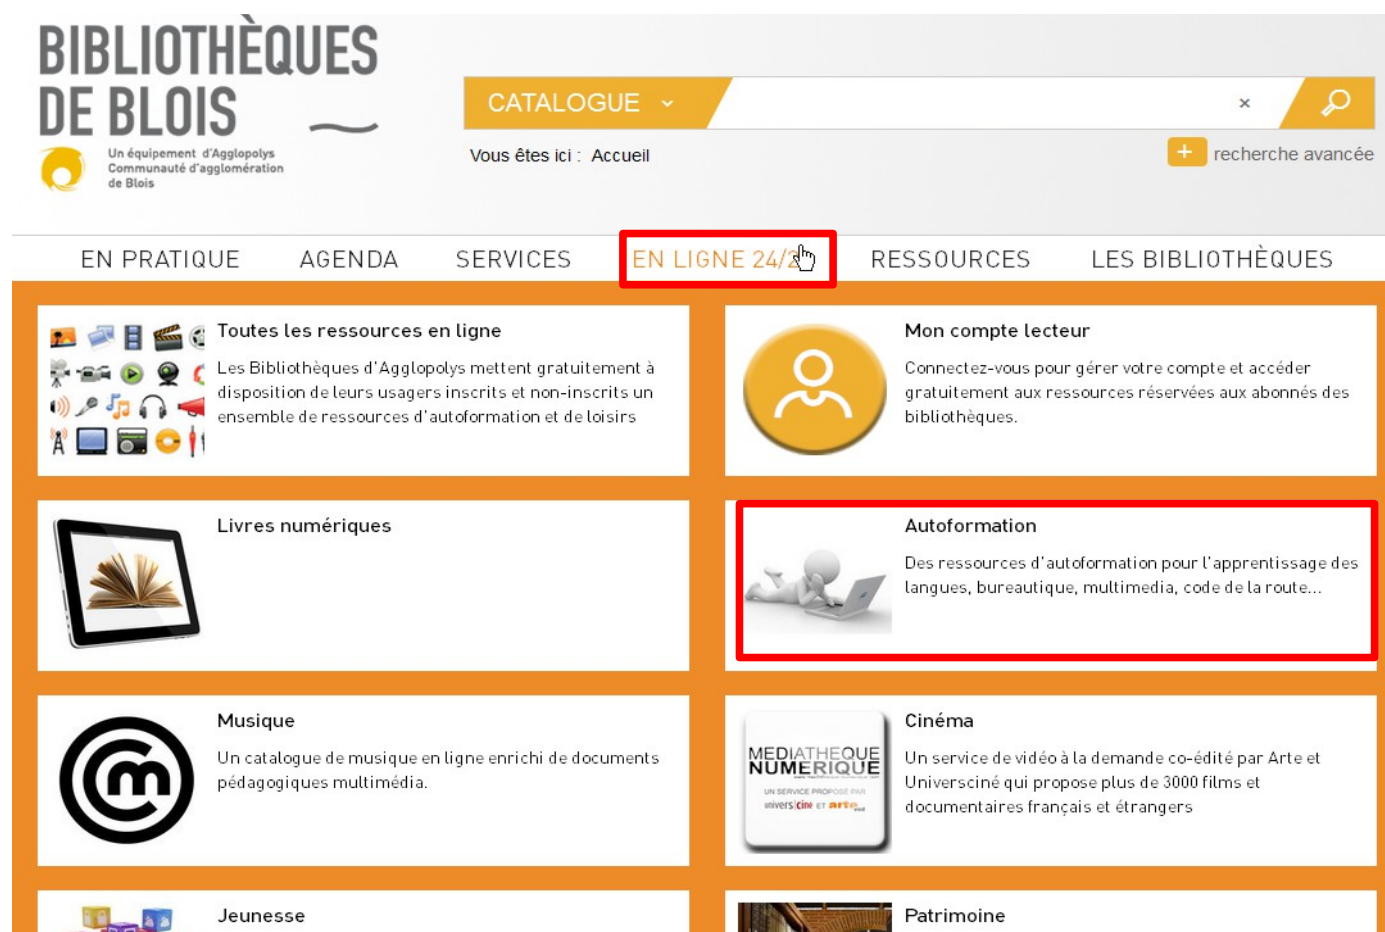 BIBLIOTHÈQUES
DE BLOIS
Un équipement d'Agglopolys
Communauté d'agglomération
de Blois
CATALOGUE
×
Vous êtes ici : Accueil
+ recherche avancée
EN PRATIQUE
AGENDA
SERVICES
EN LIGNE 24/2
RESSOURCES
LES BIBLIOTHÈQUES
Toutes les ressources en ligne
Les Bibliothèques d'Agglopolys mettent gratuitement à
disposition de leurs usagers inscrits et non-inscrits un
ensemble de ressources d'autoformation et de loisirs
Mon compte lecteur
Connectez-vous pour gérer votre compte et accéder
gratuitement aux ressources réservées aux abonnés des
bibliothèques.
Livres numériques
Autoformation
Des ressources d'autoformation pour l'apprentissage des
langues, bureautique, multimedia, code de la route...
Musique
Un catalogue de musique en ligne enrichi de documents
pédagogiques multimédia.
cm
Cinéma
Un service de vidéo à la demande co-édité par Arte et
Universciné qui propose plus de 3000 films et
documentaires français et étrangers
MEDIATHEQUE
NUMERIQUE
UN SERVICE PROPOSÉ PAR
universciné ET arte
Jeunesse
Patrimoine